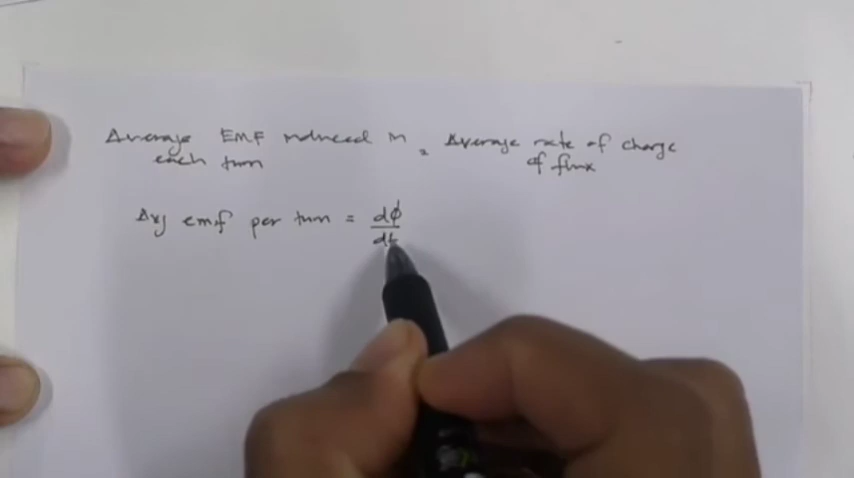 Average EMF induced in = Average rate of change
each turn of flux
Avg emf per turn = dϕ/dt